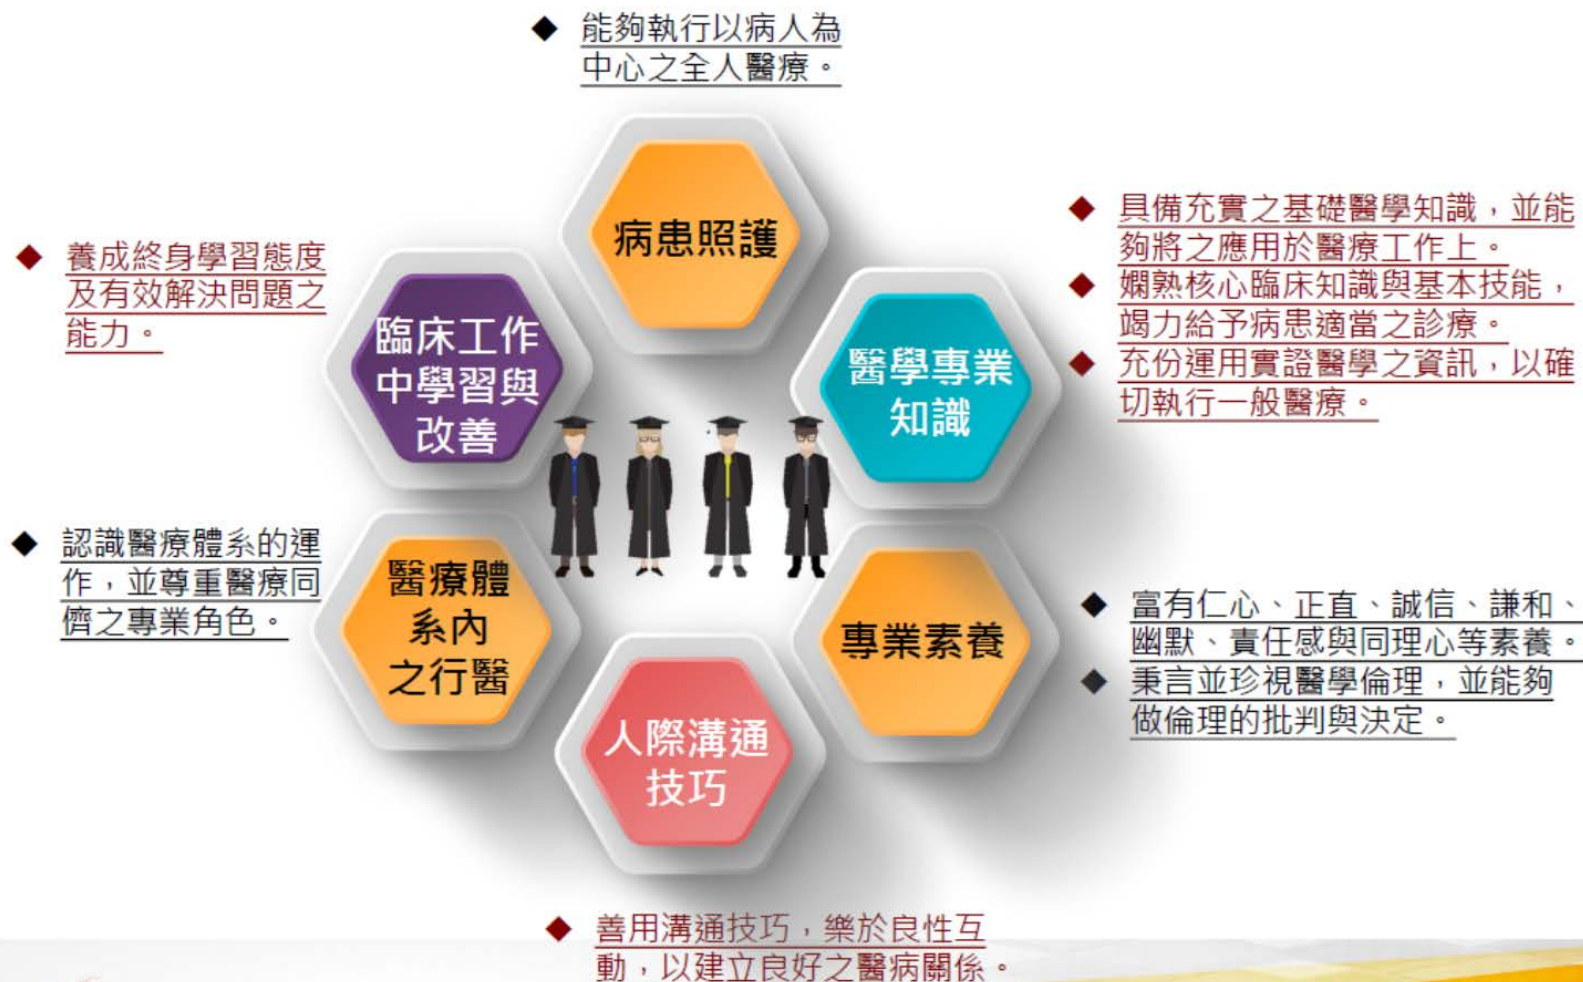 ◆ 能夠執行以病人為
中心之全人醫療。
病患照護
◆ 具備充實之基礎醫學知識，並能
夠將之應用於醫療工作上。
◆ 嫻熟核心臨床知識與基本技能，
竭力給予病患適當之診療。
◆ 充份運用實證醫學之資訊，以確
切執行一般醫療。
醫學專業
知識
◆ 富有仁心、正直、誠信、謙和、
幽默、責任感與同理心等素養。
◆ 秉言並珍視醫學倫理，並能夠
做倫理的批判與決定。
專業素養
人際溝通
技巧
◆ 善用溝通技巧，樂於良性互
動，以建立良好之醫病關係。
◆ 認識醫療體系的運
作，並尊重醫療同
儕之專業角色。
醫療體
系內
之行醫
◆ 養成終身學習態度
及有效解決問題之
能力。
臨床工作
中學習與
改善